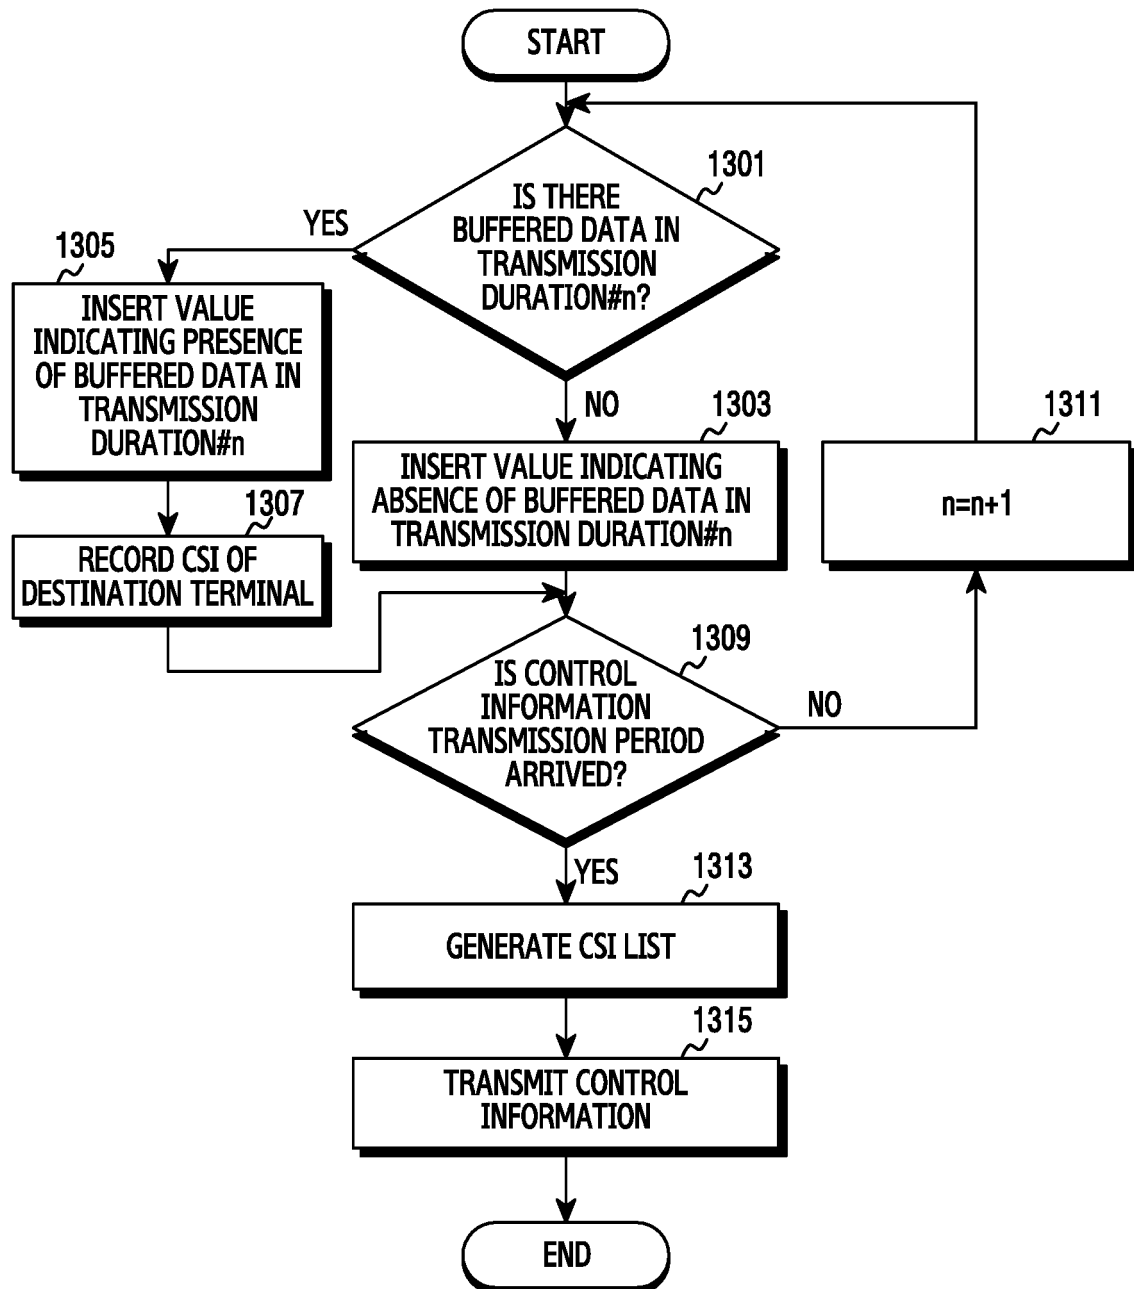 START
1301
IS THERE
BUFFERED DATA IN
TRANSMISSION
DURATION#n?
YES
1305
INSERT VALUE
INDICATING PRESENCE
OF BUFFERED DATA IN
TRANSMISSION
DURATION#n
NO
1303
INSERT VALUE INDICATING
ABSENCE OF BUFFERED DATA IN
TRANSMISSION DURATION#n
1311
n=n+1
1307
RECORD CSI OF
DESTINATION TERMINAL
1309
IS CONTROL
INFORMATION
TRANSMISSION PERIOD
ARRIVED?
NO
YES
1313
GENERATE CSI LIST
1315
TRANSMIT CONTROL
INFORMATION
END